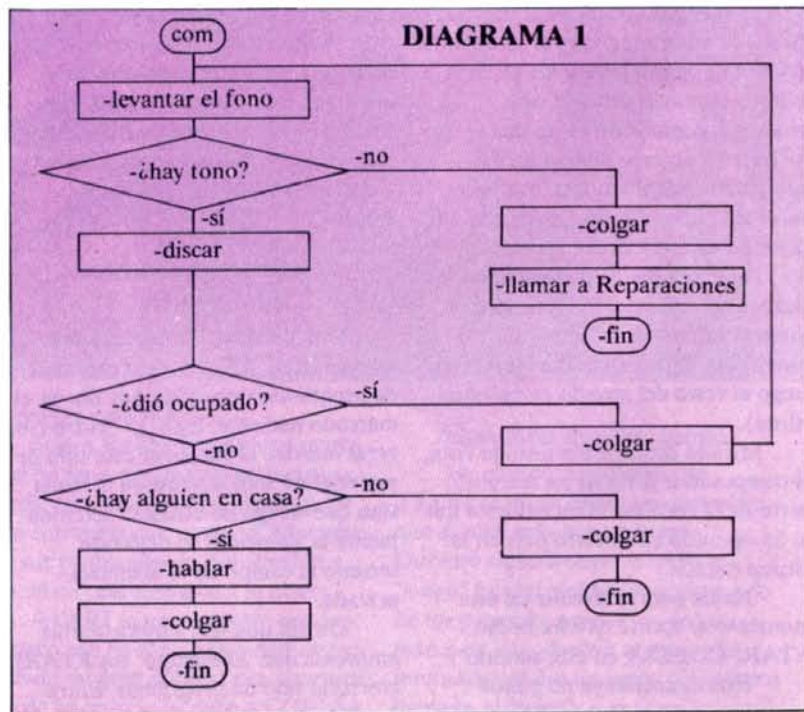 com
DIAGRAMA 1
-levantar el fono
-¿hay tono?
-no
-sí
-discar
-colgar
-llamar a Reparaciones
-fin
-¿dió ocupado?
-sí
-no
-colgar
-¿hay alguien en casa?
-no
-sí
-hablar
-colgar
-fin
-colgar
-fin